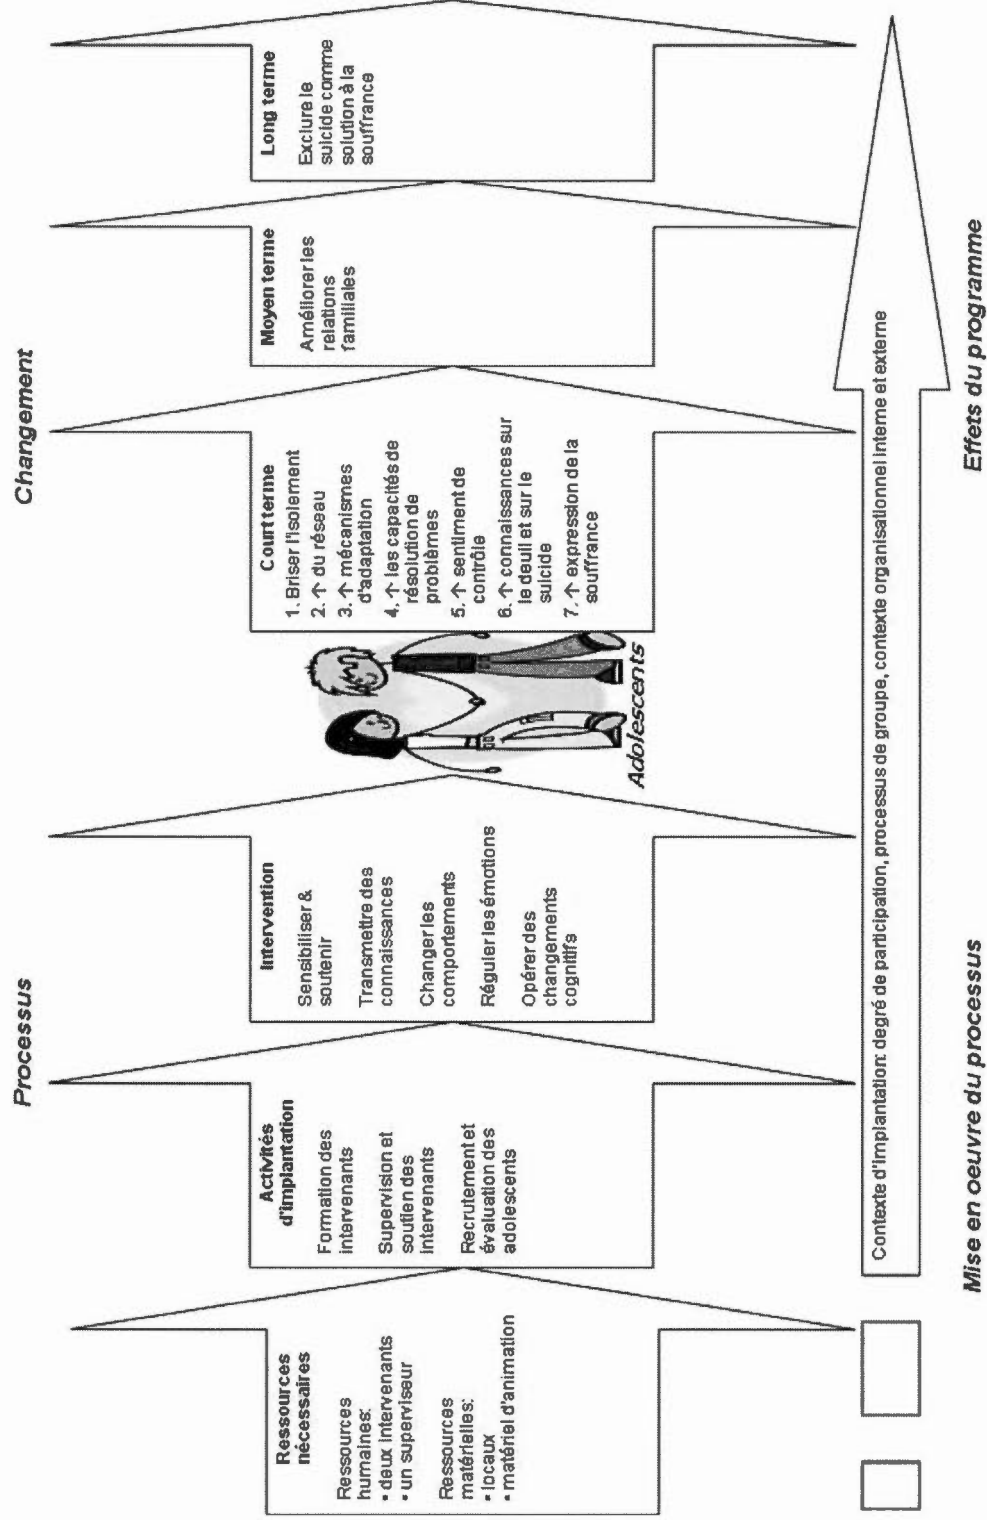 Processus
Changement
Ressources
nécessaires
Ressources
humaines:
• deux intervenants
• un superviseur
Ressources
matérielles:
• locaux
• matériel d'animation
Activités
d'implantation
Formation des
intervenants
Supervision et
soutien des
intervenants
Recrutement et
évaluation des
adolescents
Intervention
Sensibiliser &
soutenir
Transmettre des
connaissances
Changer les
comportements
Réguler les émotions
Opérer des
changements
cognitifs
Adolescents
Court terme
1. Briser l'isolement
2. ↑ du réseau
3. ↑ mécanismes
d'adaptation
4. ↑ les capacités de
résolution de
problèmes
5. ↑ sentiment de
contrôle
6. ↑ connaissances sur
le deuil et sur le
suicide
7. ↑ expression de la
souffrance
Moyen terme
Améliorer les
relations
familiales
Long terme
Exclure le
suicide comme
solution à la
souffrance
Contexte d'implantation: degré de participation, processus de groupe, contexte organisationnel interne et externe
Mise en oeuvre du processus
Effets du programme